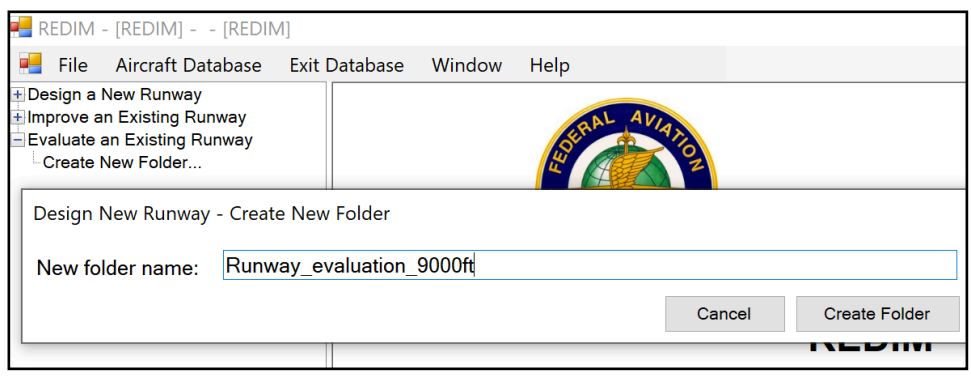 REDIM - [REDIM] - - [REDIM]
File Aircraft Database Exit Database Window Help
Design a New Runway
Improve an Existing Runway
Evaluate an Existing Runway
Create New Folder...
FEDERAL AVIATION
Design New Runway - Create New Folder
New folder name: Runway_evaluation_9000ft
Cancel Create Folder
REDIM